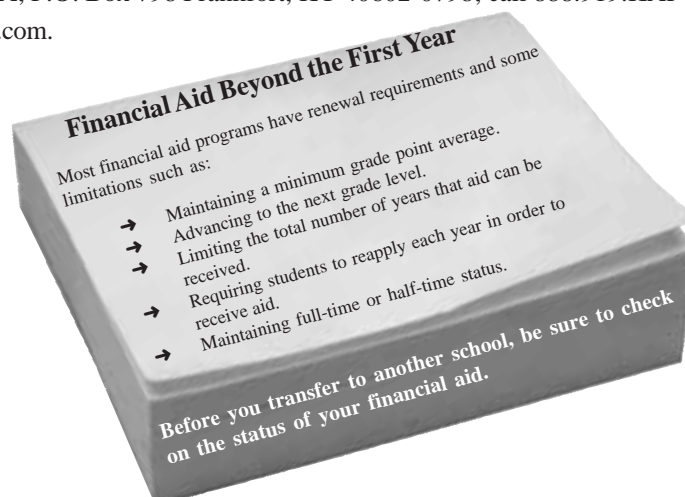 .com.
Financial Aid Beyond the First Year
Most financial aid programs have renewal requirements and some
limitations such as:
➔ Maintaining a minimum grade point average.
➔ Advancing to the next grade level.
➔ Limiting the total number of years that aid can be
received.
➔ Requiring students to reapply each year in order to
receive aid.
➔ Maintaining full-time or half-time status.
Before you transfer to another school, be sure to check
on the status of your financial aid.